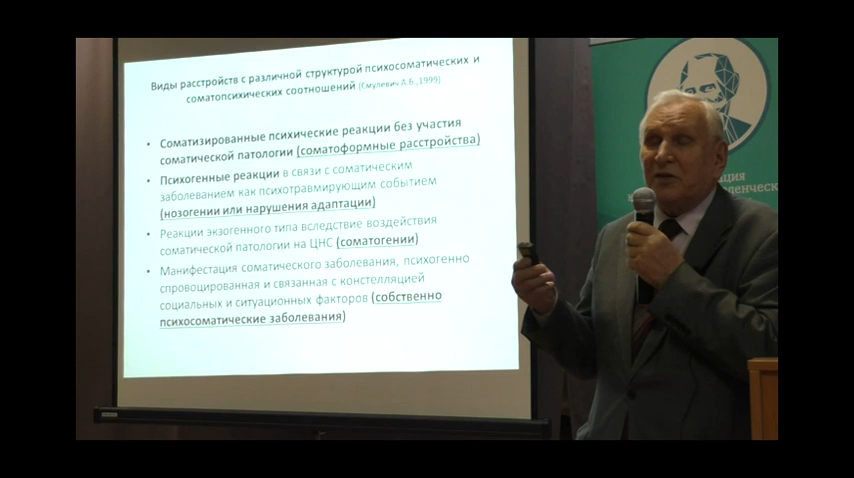 Виды расстройств с различной структурой психосоматических и
соматопсихических соотношений (Смулевич А.Б., 1999)
• Соматизированные психические реакции без участия
соматической патологии (соматоформные расстройства)
• Психогенные реакции в связи с соматическим
заболеванием как психотравмирующим событием
(нозогении или нарушения адаптации)
• Реакции экзогенного типа вследствие воздействия
соматической патологии на ЦНС (соматогении)
• Манифестация соматического заболевания, психогенно
спровоцированная и связанная с констелляцией
социальных и ситуационных факторов (собственно
психосоматические заболевания)